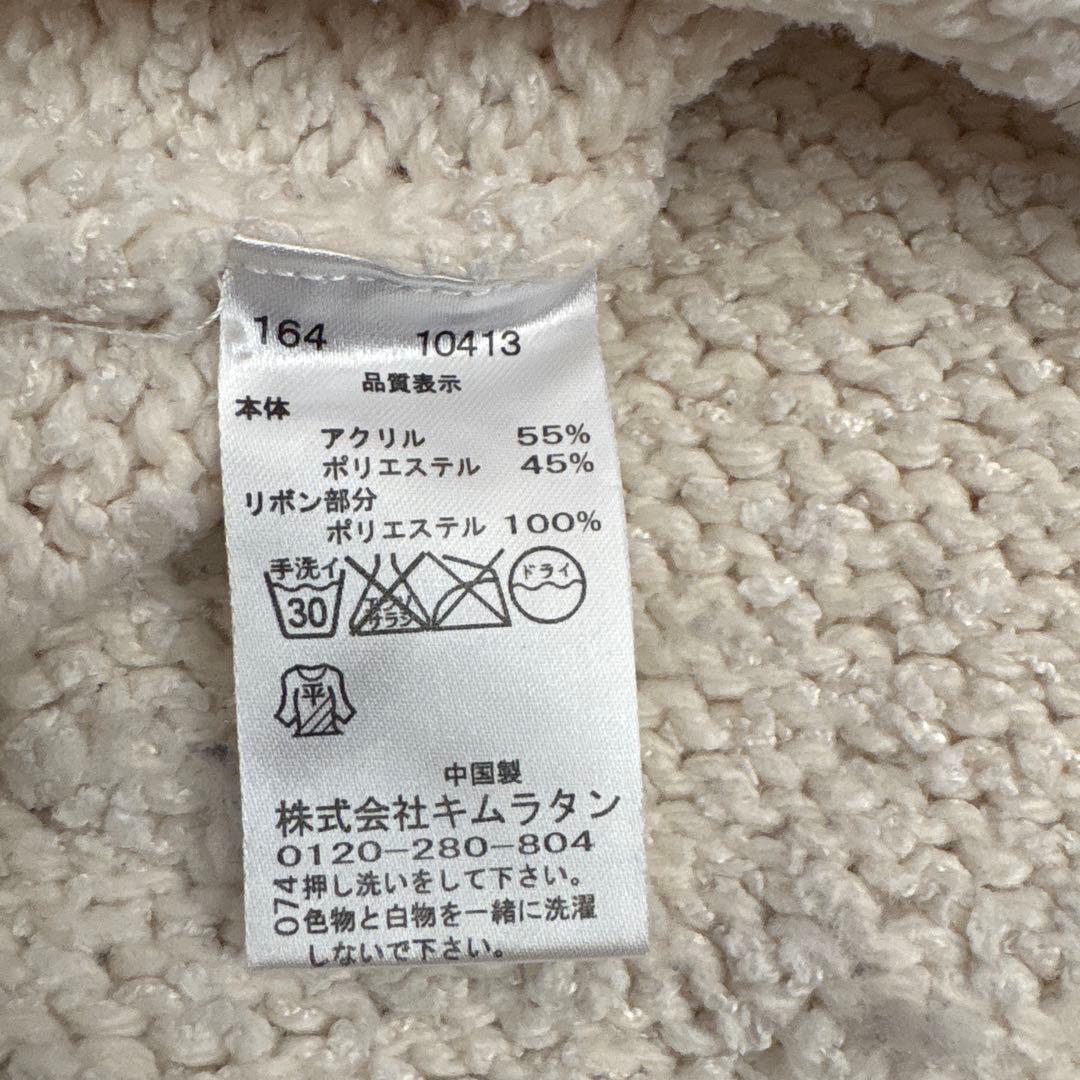 164 10413
品質表示
本体
アクリル 55%
ポリエステル 45%
リボン部分
ポリエステル 100%
手洗イ
30
ドライ
平
中国製
株式会社キムラタン
0120-280-804
074
押し洗いをして下さい。
色物と白物を一緒に洗濯
しないで下さい。